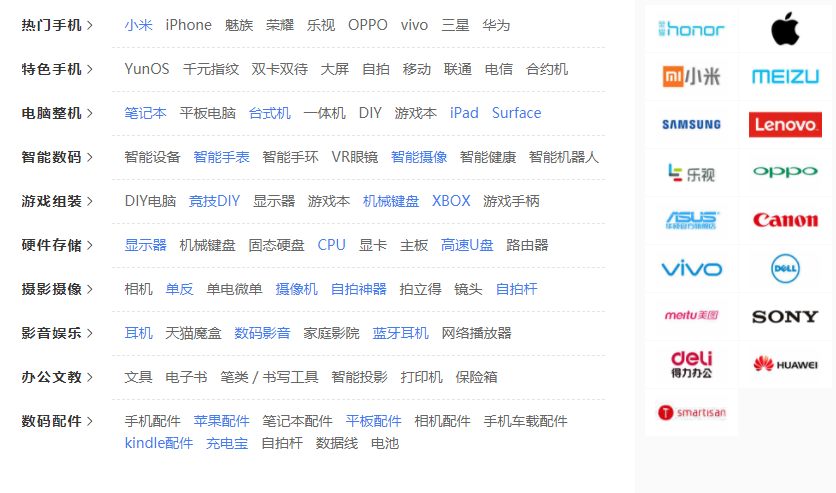 热门手机 > 小米 iPhone 魅族 荣耀 乐视 OPPO vivo 三星 华为
特色手机 > YunOS 千元指纹 双卡双待 大屏 自拍 移动 联通 电信 合约机
电脑整机 > 笔记本 平板电脑 台式机 一体机 DIY 游戏本 iPad Surface
智能数码 > 智能设备 智能手表 智能手环 VR眼镜 智能摄像 智能健康 智能机器人
游戏组装 > DIY电脑 竞技DIY 显示器 游戏本 机械键盘 XBOX 游戏手柄
硬件存储 > 显示器 机械键盘 固态硬盘 CPU 显卡 主板 高速U盘 路由器
摄影摄像 > 相机 单反 单电微单 摄像机 自拍神器 拍立得 镜头 自拍杆
影音娱乐 > 耳机 天猫魔盒 数码影音 家庭影院 蓝牙耳机 网络播放器
办公文教 > 文具 电子书 笔类 / 书写工具 智能投影 打印机 保险箱
数码配件 > 手机配件 苹果配件 笔记本配件 平板配件 相机配件 手机车载配件
kindle配件 充电宝 自拍杆 数据线 电池
荣耀 honor
小米 MEIZU
SAMSUNG Lenovo
乐视 OPPO
ASUS Canon
华硕官方旗舰店
vivo DELL
meitu 美图 SONY
deli HUAWEI
得力办公
smartisan